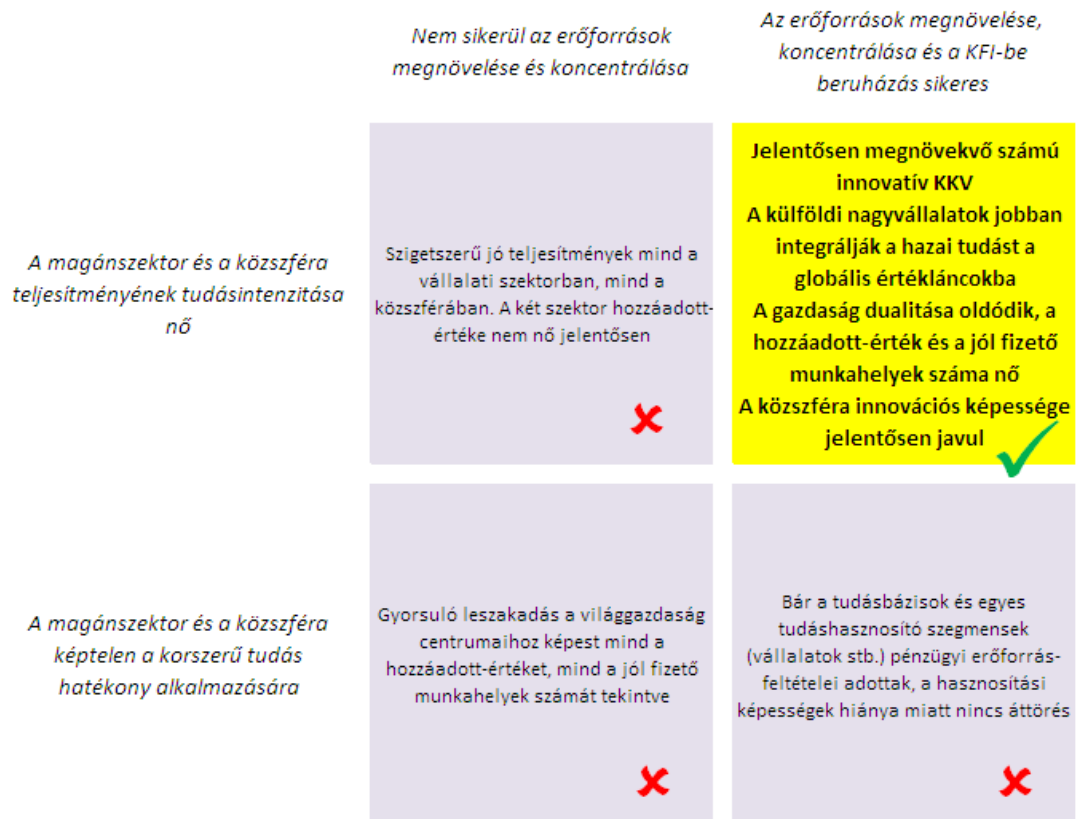 Nem sikerül az erőforrások
megnövelése és koncentrálása
Az erőforrások megnövelése,
koncentrálása és a KFI-be
beruházás sikeres
A magánszektor és a közszféra
teljesítményének tudásintenzitása
nő
Szigetszerű jó teljesítmények mind a
vállalati szektorban, mind a
közszférában. A két szektor hozzáadott-
értéke nem nő jelentősen
Jelentősen megnövekvő számú
innovatív KKV
A külföldi nagyvállalatok jobban
integrálják a hazai tudást a
globális értékláncokba
A gazdaság dualitása oldódik, a
hozzáadott-érték és a jól fizető
munkahelyek száma nő
A közszféra innovációs képessége
jelentősen javul
A magánszektor és a közszféra
képtelen a korszerű tudás
hatékony alkalmazására
Gyorsuló leszakadás a világgazdaság
centrumaihoz képest mind a
hozzáadott-értéket, mind a jól fizető
munkahelyek számát tekintve
Bár a tudásbázisok és egyes
tudáshasznosító szegmensek
(vállalatok stb.) pénzügyi erőforrás-
feltételei adottak, a hasznosítási
képességek hiánya miatt nincs áttörés